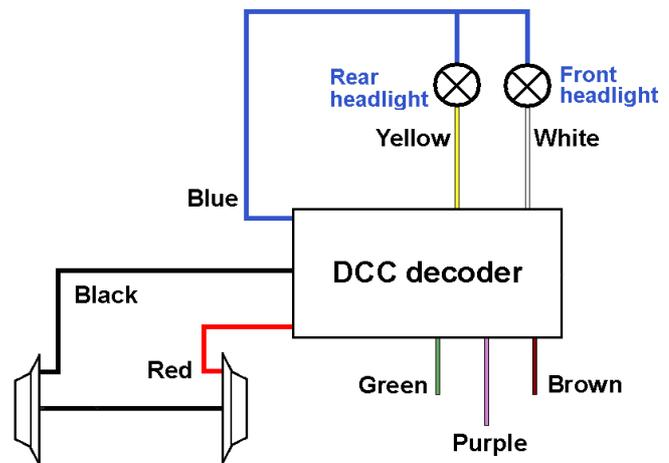 Rear
headlight
Front
headlight
Yellow
White
Blue
DCC decoder
Black
Red
Green
Brown
Purple